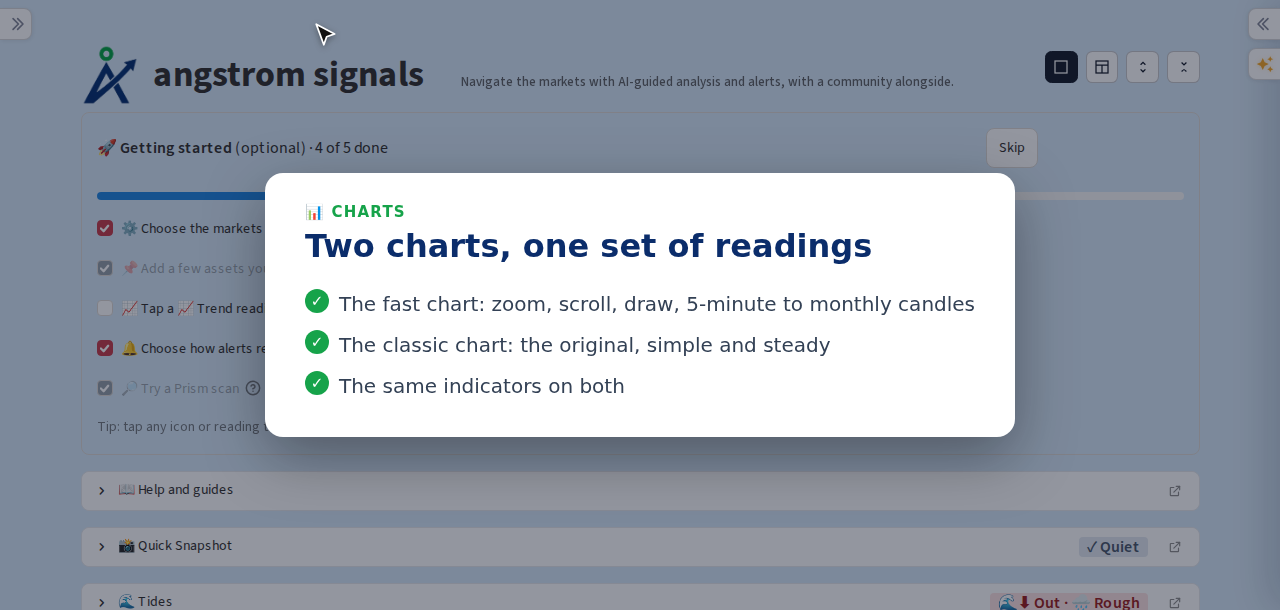 angstrom signals
Navigate the markets with AI-guided analysis and alerts, with a community alongside.
🚀 Getting started (optional) · 4 of 5 done
Skip
📊 CHARTS
Two charts, one set of readings
✓ The fast chart: zoom, scroll, draw, 5-minute to monthly candles
✓ The classic chart: the original, simple and steady
✓ The same indicators on both
⚙️ Choose the markets
📌 Add a few assets
📈 Tap a 📈 Trend read
🔔 Choose how alerts
🔎 Try a Prism scan ?
Tip: tap any icon or reading
📖 Help and guides
📸 Quick Snapshot
✓ Quiet
🌊 Tides
🌊 ⬇ Out · 🌧️ Rough